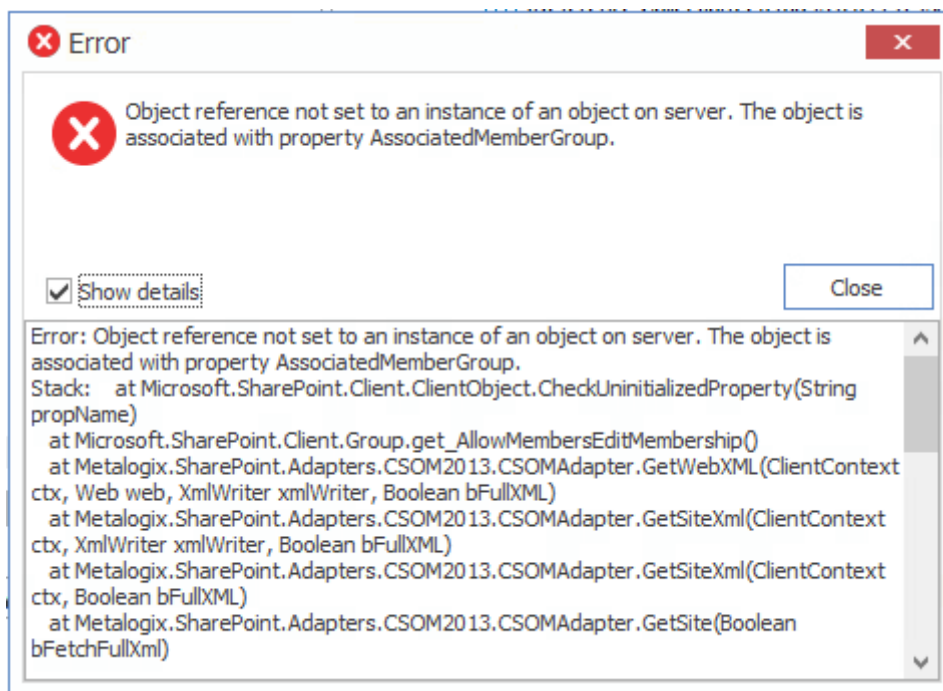 Error
Object reference not set to an instance of an object on server. The object is
associated with property AssociatedMemberGroup.
Show details
Close
Error: Object reference not set to an instance of an object on server. The object is
associated with property AssociatedMemberGroup.
Stack:    at Microsoft.SharePoint.Client.ClientObject.CheckUninitializedProperty(String
propName)
   at Microsoft.SharePoint.Client.Group.get_AllowMembersEditMembership()
   at Metalogix.SharePoint.Adapters.CSOM2013.CSOMAdapter.GetWebXML(ClientContext
ctx, Web web, XmlWriter xmlWriter, Boolean bFullXML)
   at Metalogix.SharePoint.Adapters.CSOM2013.CSOMAdapter.GetSiteXml(ClientContext
ctx, XmlWriter xmlWriter, Boolean bFullXML)
   at Metalogix.SharePoint.Adapters.CSOM2013.CSOMAdapter.GetSiteXml(ClientContext
ctx, Boolean bFullXML)
   at Metalogix.SharePoint.Adapters.CSOM2013.CSOMAdapter.GetSite(Boolean
bFetchFullXml)